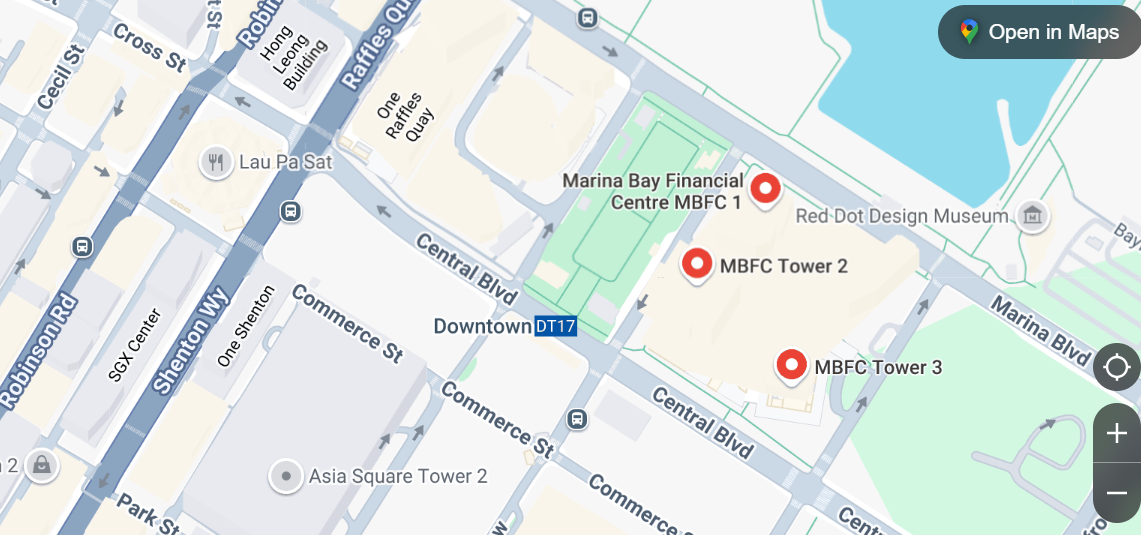 Open in Maps
Cross St
Robinson
Hong
Leong
Building
Raffles Quay
Cecil St
One
Raffles
Quay
Lau Pa Sat
Marina Bay Financial
Centre MBFC 1
Red Dot Design Museum
MBFC Tower 2
Central Blvd
Commerce St
One Shenton
Shenton Wy
SGX Center
Robinson Rd
Downtown DT17
Marina Blvd
MBFC Tower 3
Commerce St
Central Blvd
2
Asia Square Tower 2
Park St
Commerce S
Centr